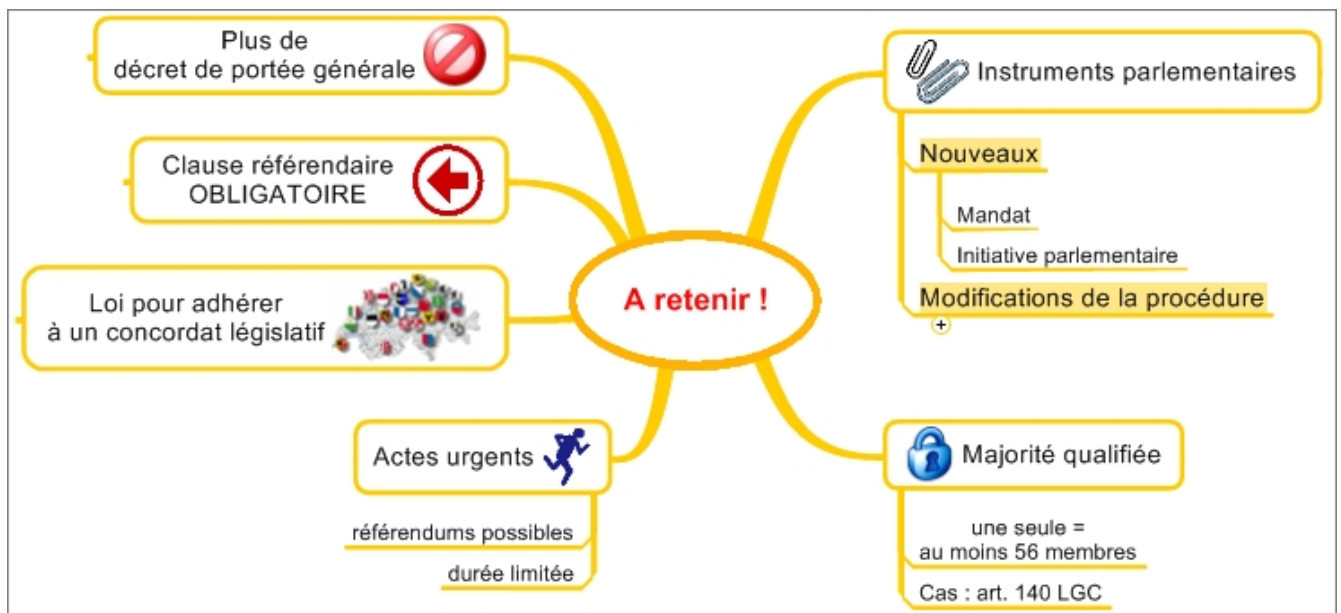 Plus de
décret de portée générale
Clause référendaire
OBLIGATOIRE
Loi pour adhérer
à un concordat législatif
Actes urgents
référendums possibles
durée limitée
A retenir !
Instruments parlementaires
Nouveaux
Mandat
Initiative parlementaire
Modifications de la procédure
Majorité qualifiée
une seule =
au moins 56 membres
Cas : art. 140 LGC